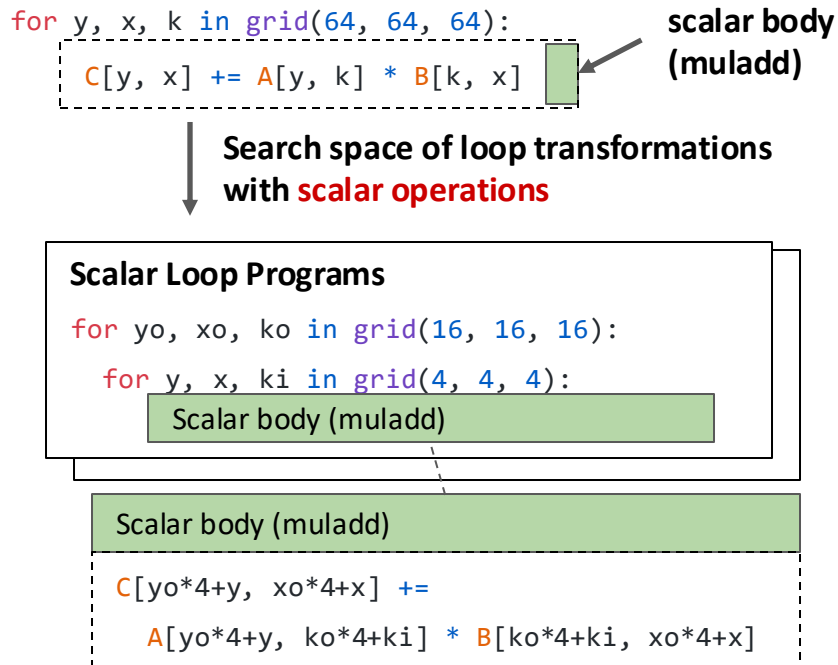 for y, x, k in grid(64, 64, 64):
C[y, x] += A[y, k] * B[k, x]
scalar body
(muladd)
Search space of loop transformations
with scalar operations
Scalar Loop Programs
for yo, xo, ko in grid(16, 16, 16):
for y, x, ki in grid(4, 4, 4):
Scalar body (muladd)
Scalar body (muladd)
C[yo*4+y, xo*4+x] +=
A[yo*4+y, ko*4+ki] * B[ko*4+ki, xo*4+x]